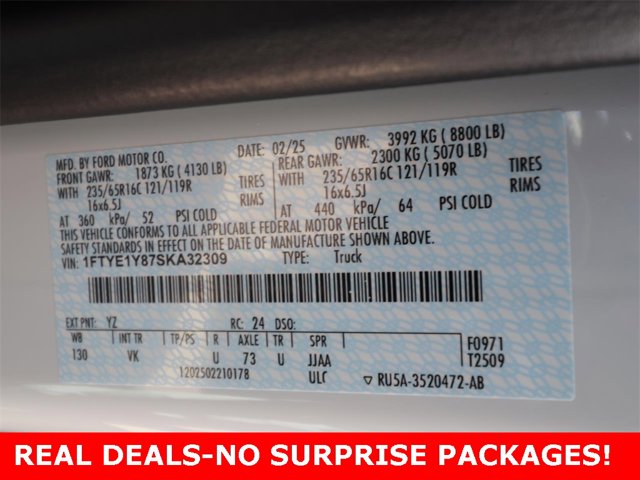 MFD. BY FORD MOTOR CO. DATE: 02/25 GVWR: 3992 KG ( 8800 LB)
FRONT GAWR: 1873 KG ( 4130 LB) REAR GAWR: 2300 KG ( 5070 LB)
WITH 235/65R16C 121/119R TIRES WITH 235/65R16C 121/119R TIRES
16x6.5J RIMS 16x6.5J RIMS
AT 360 kPa/ 52 PSI COLD AT 440 kPa/ 64 PSI COLD
THIS VEHICLE CONFORMS TO ALL APPLICABLE FEDERAL MOTOR VEHICLE
SAFETY STANDARDS IN EFFECT ON THE DATE OF MANUFACTURE SHOWN ABOVE.
VIN: 1FTYE1Y87SKA32309 TYPE: Truck
EXT PNT: YZ RC: 24 DSO:
WB INT TR TP/PS R AXLE TR SPR F0971
130 VK U 73 U JJAA T2509
1202502210178 ULC ▽ RU5A-3520472-AB
REAL DEALS-NO SURPRISE PACKAGES!